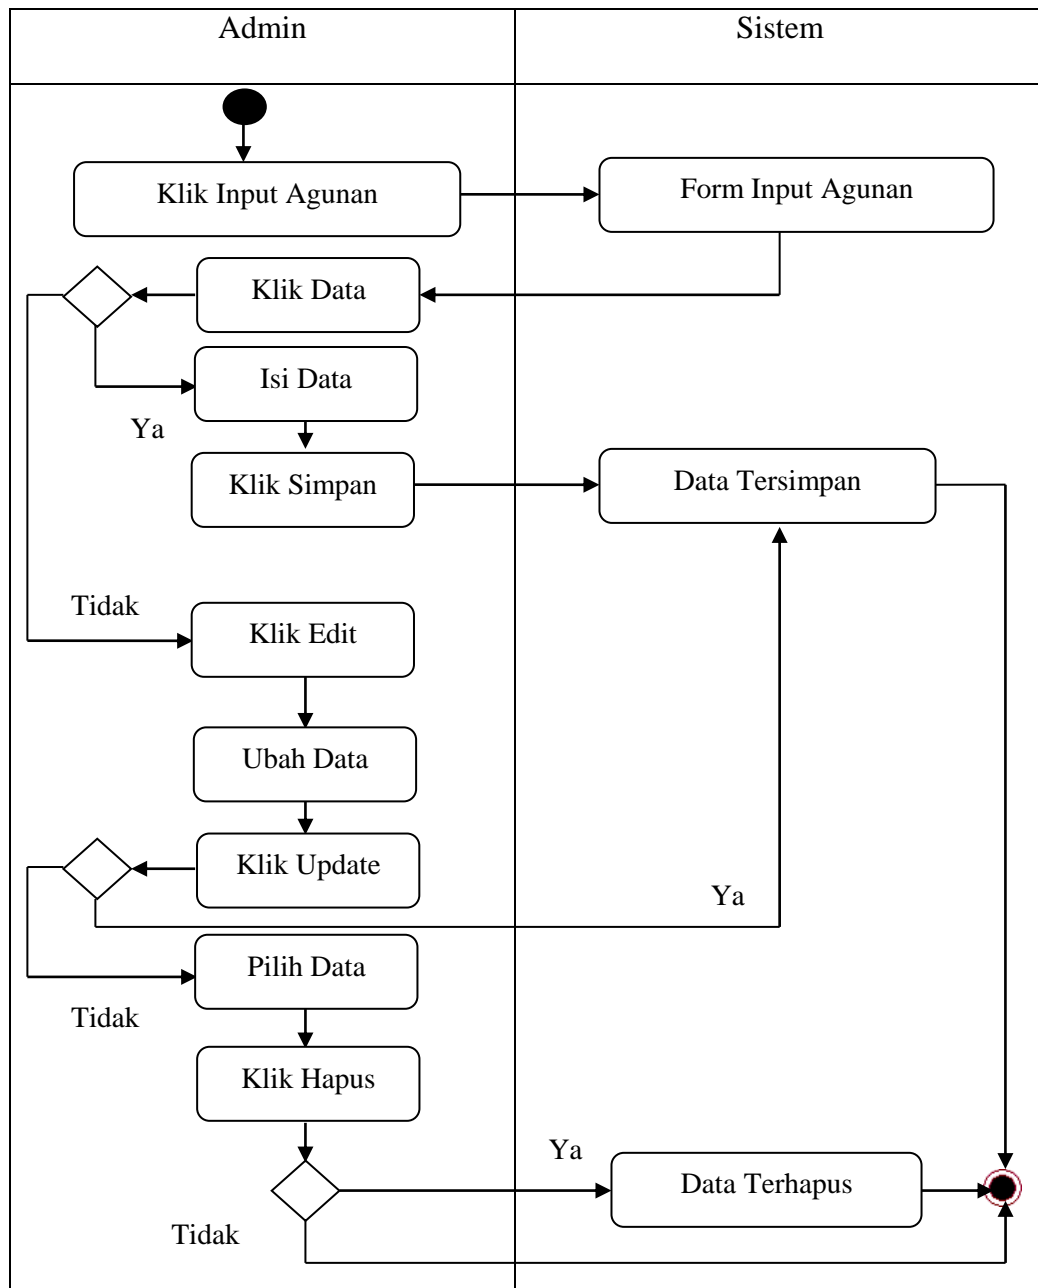 Admin
Sistem
Klik Input Agunan
Form Input Agunan
Klik Data
Isi Data
Ya
Klik Simpan
Data Tersimpan
Tidak
Klik Edit
Ubah Data
Klik Update
Ya
Pilih Data
Tidak
Klik Hapus
Ya
Data Terhapus
Tidak